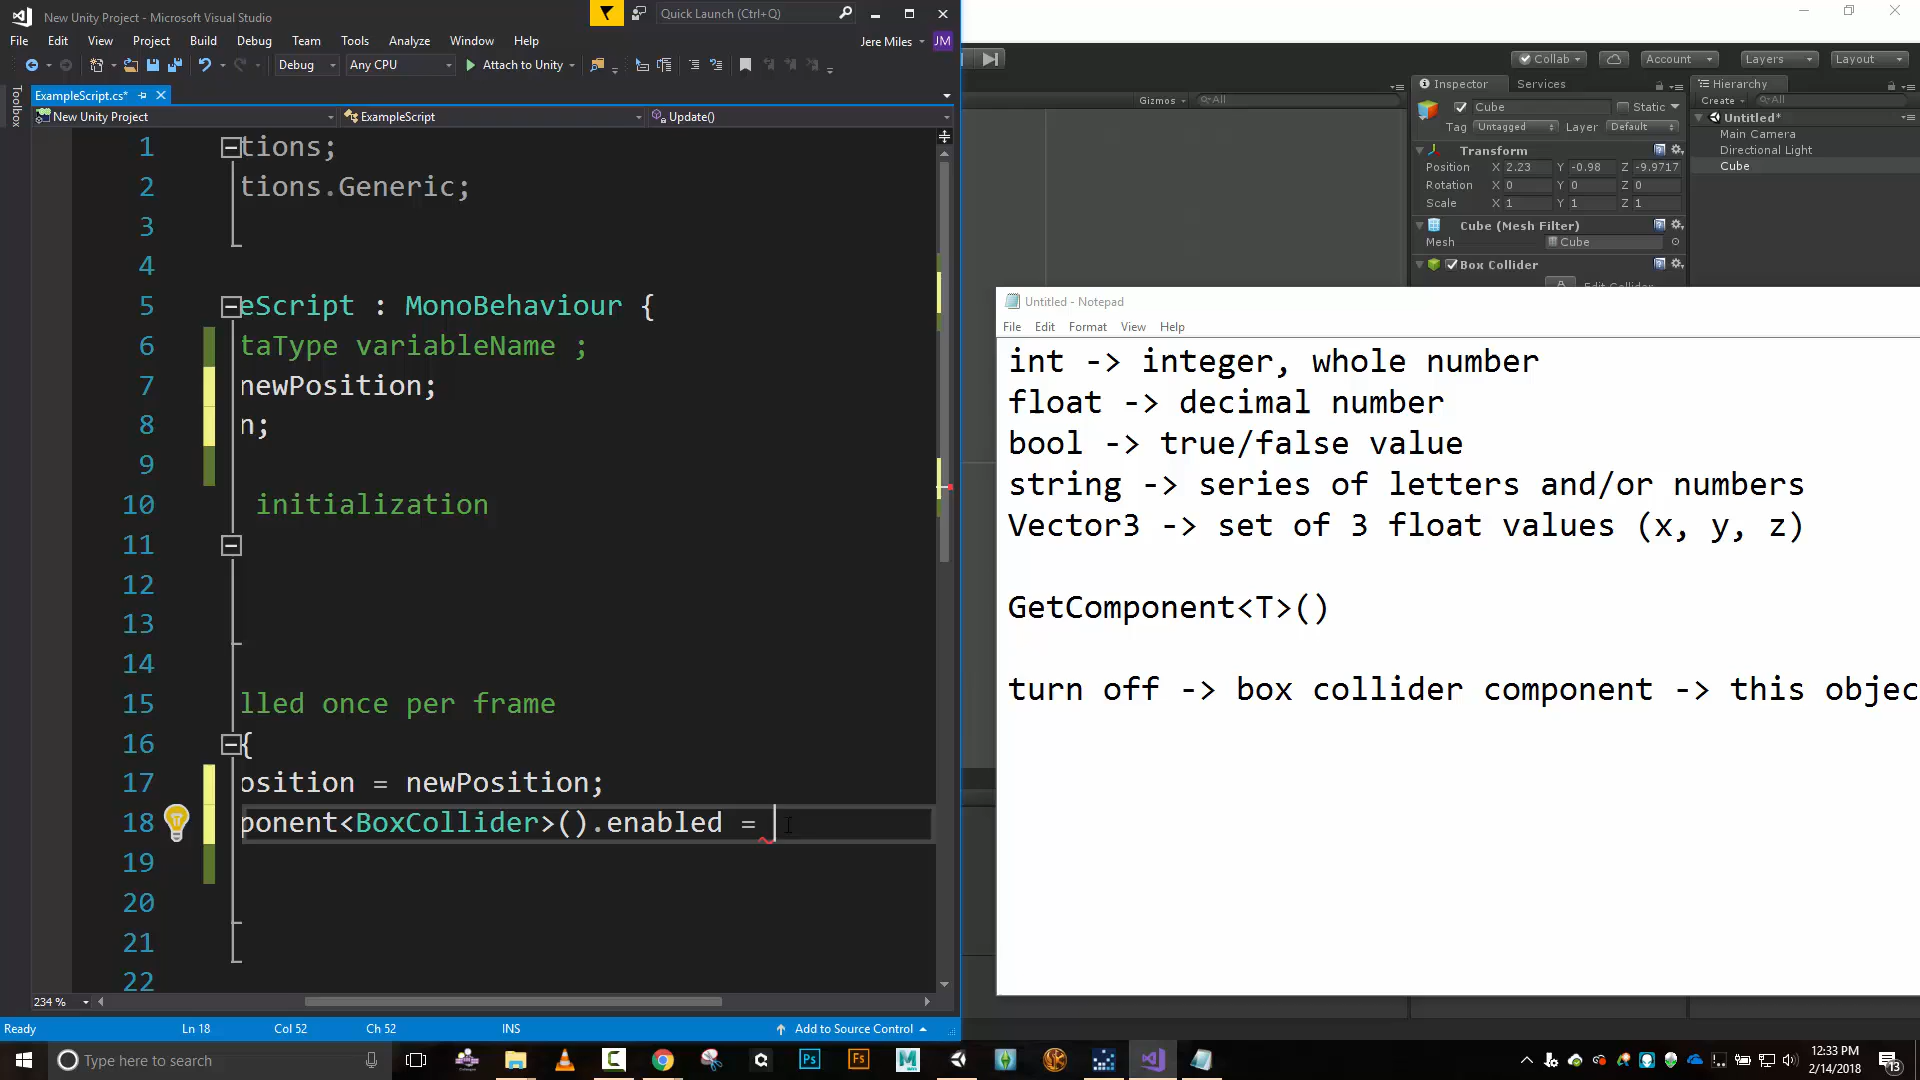 New Unity Project - Microsoft Visual Studio
Quick Launch (Ctrl+Q)
File Edit View Project Build Debug Team Tools Analyze Window Help
Jere Miles JM
Debug Any CPU Attach to Unity
Toolbox
ExampleScript.cs*
New Unity Project ExampleScript Update()
1 tions;
2 tions.Generic;
3
4
5 eScript : MonoBehaviour {
6 taType variableName ;
7 newPosition;
8 n;
9
10 initialization
11
12
13
14
15 lled once per frame
16 {
17 osition = newPosition;
18 ponent<BoxCollider>().enabled =
19
20
21
22
234 %
Ready Ln 18 Col 52 Ch 52 INS Add to Source Control
Collab Account Layers Layout
Gizmos All
Inspector Services
Cube Static
Tag Untagged Layer Default
Transform
Position X 2.23 Y -0.98 Z -9.9717
Rotation X 0 Y 0 Z 0
Scale X 1 Y 1 Z 1
Cube (Mesh Filter)
Mesh Cube
Box Collider
Edit Collider
Hierarchy
Create All
Untitled*
Main Camera
Directional Light
Cube
Untitled - Notepad
File Edit Format View Help
int -> integer, whole number
float -> decimal number
bool -> true/false value
string -> series of letters and/or numbers
Vector3 -> set of 3 float values (x, y, z)
GetComponent<T>()
turn off -> box collider component -> this objec
Type here to search
Ps Fs M
12:33 PM
2/14/2018
13